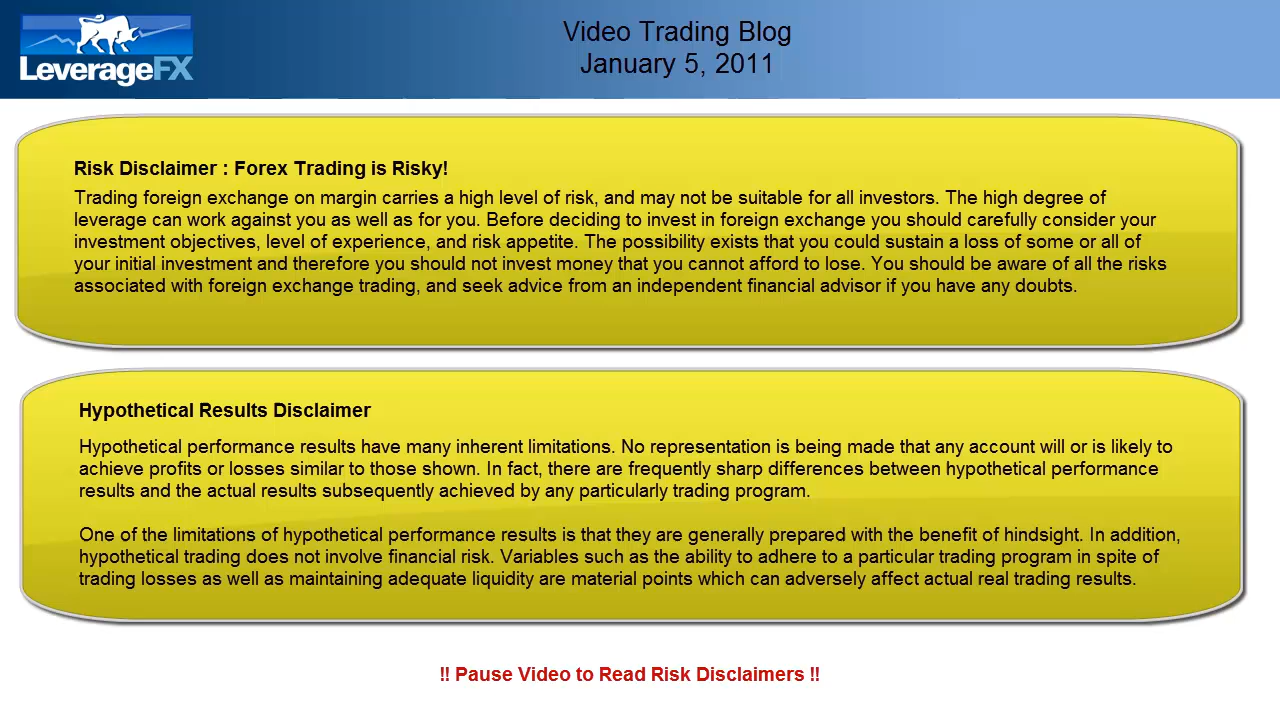 LeverageFX
Video Trading Blog
January 5, 2011
Risk Disclaimer : Forex Trading is Risky!
Trading foreign exchange on margin carries a high level of risk, and may not be suitable for all investors. The high degree of
leverage can work against you as well as for you. Before deciding to invest in foreign exchange you should carefully consider your
investment objectives, level of experience, and risk appetite. The possibility exists that you could sustain a loss of some or all of
your initial investment and therefore you should not invest money that you cannot afford to lose. You should be aware of all the risks
associated with foreign exchange trading, and seek advice from an independent financial advisor if you have any doubts.
Hypothetical Results Disclaimer
Hypothetical performance results have many inherent limitations. No representation is being made that any account will or is likely to
achieve profits or losses similar to those shown. In fact, there are frequently sharp differences between hypothetical performance
results and the actual results subsequently achieved by any particularly trading program.
One of the limitations of hypothetical performance results is that they are generally prepared with the benefit of hindsight. In addition,
hypothetical trading does not involve financial risk. Variables such as the ability to adhere to a particular trading program in spite of
trading losses as well as maintaining adequate liquidity are material points which can adversely affect actual real trading results.
!! Pause Video to Read Risk Disclaimers !!